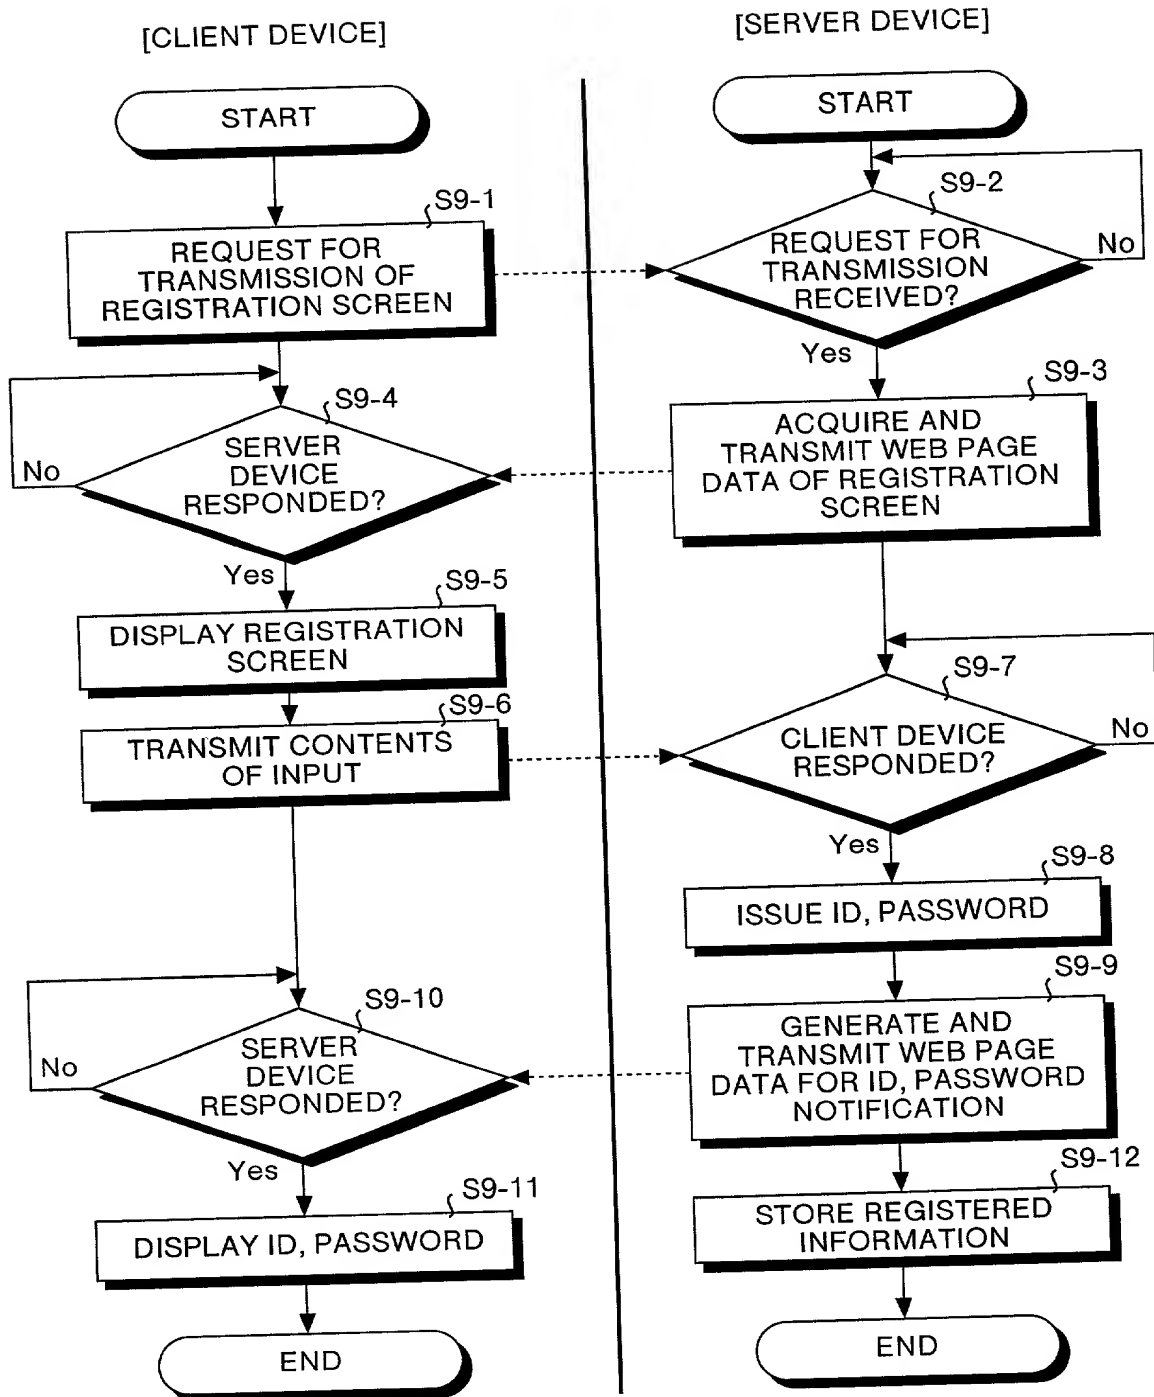 [CLIENT DEVICE]
START
S9-1
REQUEST FOR
TRANSMISSION OF
REGISTRATION SCREEN
S9-4
SERVER
DEVICE
RESPONDED?
No
Yes
S9-5
DISPLAY REGISTRATION
SCREEN
S9-6
TRANSMIT CONTENTS
OF INPUT
S9-10
SERVER
DEVICE
RESPONDED?
No
Yes
S9-11
DISPLAY ID, PASSWORD
END
[SERVER DEVICE]
START
S9-2
REQUEST FOR
TRANSMISSION
RECEIVED?
No
Yes
S9-3
ACQUIRE AND
TRANSMIT WEB PAGE
DATA OF REGISTRATION
SCREEN
S9-7
CLIENT DEVICE
RESPONDED?
No
Yes
S9-8
ISSUE ID, PASSWORD
S9-9
GENERATE AND
TRANSMIT WEB PAGE
DATA FOR ID, PASSWORD
NOTIFICATION
S9-12
STORE REGISTERED
INFORMATION
END